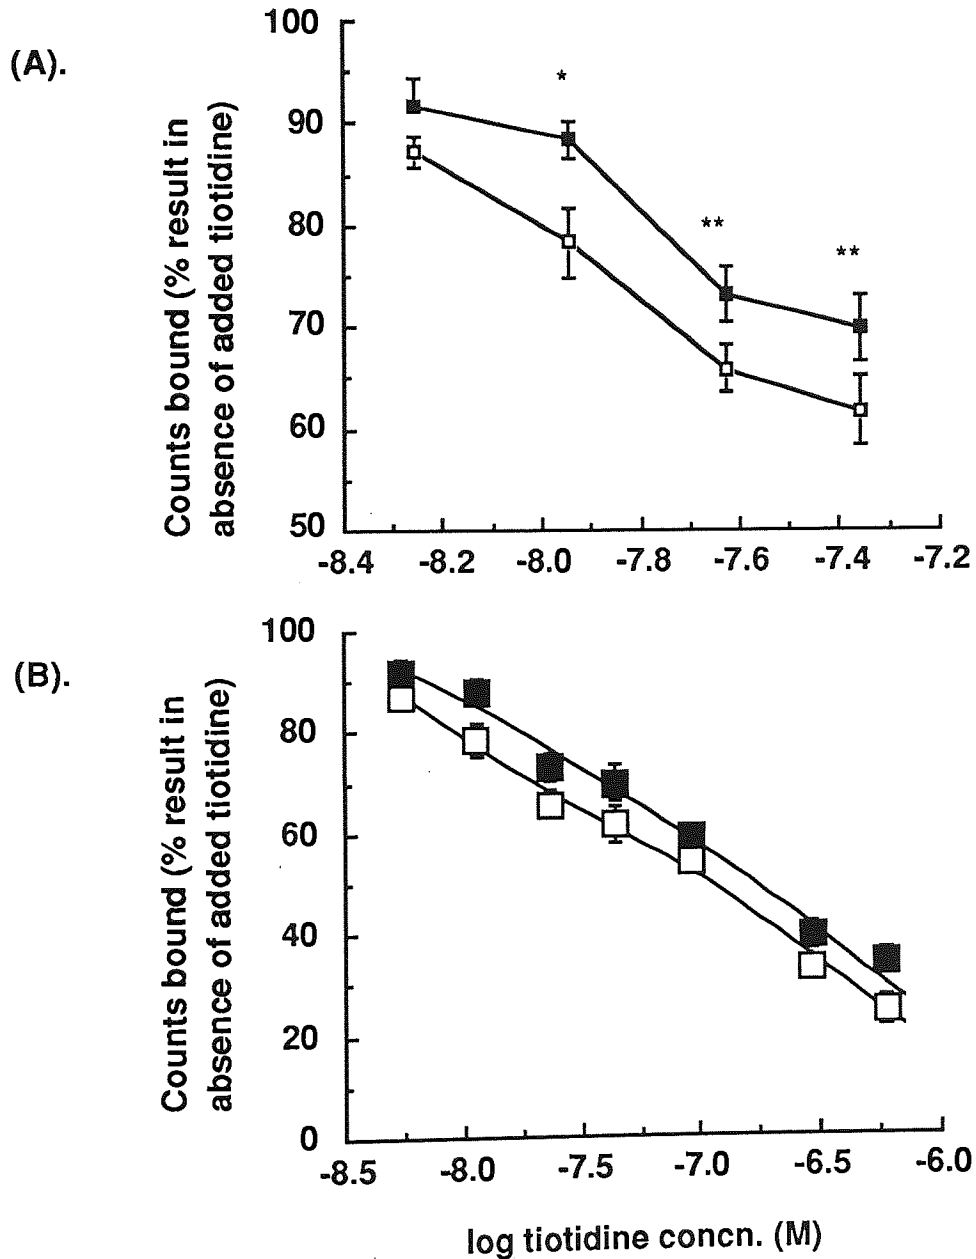 (A).
Counts bound (% result in
absence of added tiotidine)
100
90
80
70
60
50
*
**
**
-8.4 -8.2 -8.0 -7.8 -7.6 -7.4 -7.2
(B).
Counts bound (% result in
absence of added tiotidine)
100
80
60
40
20
0
-8.5 -8.0 -7.5 -7.0 -6.5 -6.0
log tiotidine concn. (M)